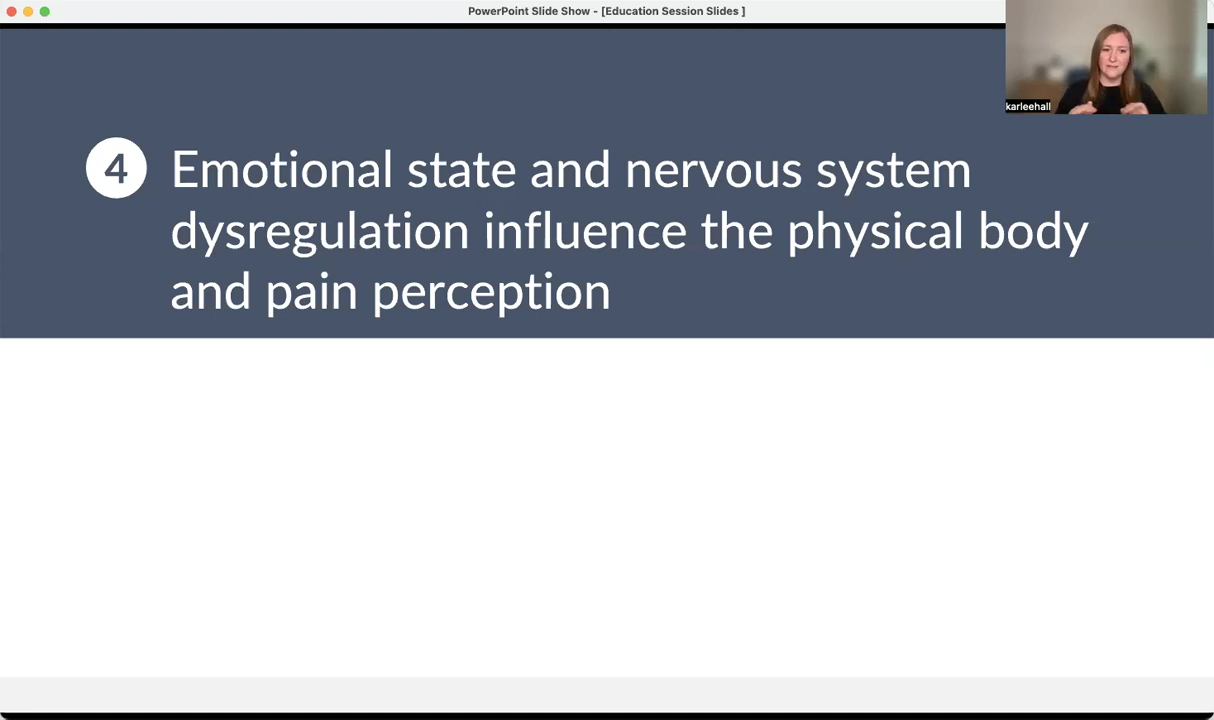 PowerPoint Slide Show - [Education Session Slides ]
karleehall
4 Emotional state and nervous system
dysregulation influence the physical body
and pain perception